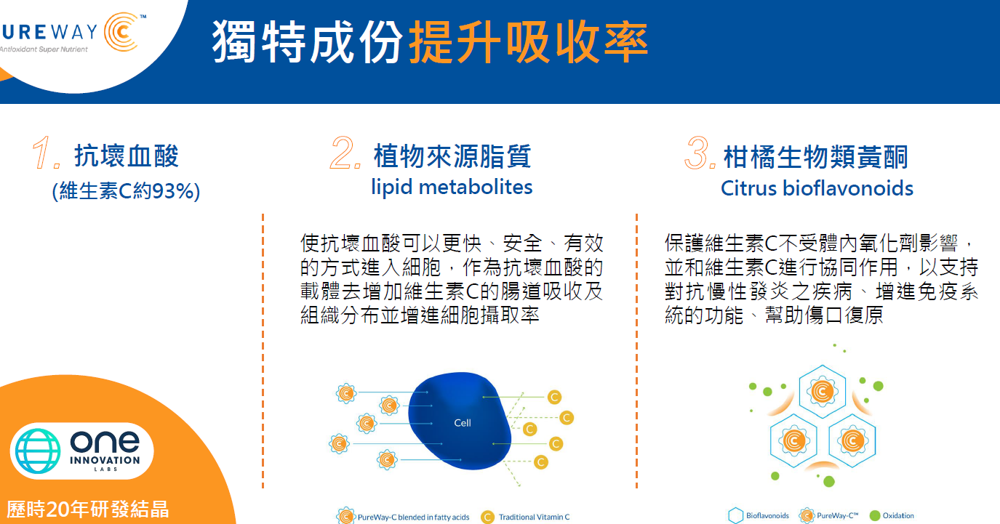 UREWAY
TM
Antioxidant Super Nutrient
獨特成份提升吸收率
1. 抗壞血酸
(維生素C約93%)
2. 植物來源脂質
lipid metabolites
使抗壞血酸可以更快、安全、有效
的方式進入細胞，作為抗壞血酸的
載體去增加維生素C的腸道吸收及
組織分布並增進細胞攝取率
Cell
C
C
C
C
C
PureWay-C blended in fatty acids
C Traditional Vitamin C
3. 柑橘生物類黃酮
Citrus bioflavonoids
保護維生素C不受體內氧化劑影響，
並和維生素C進行協同作用，以支持
對抗慢性發炎之疾病、增進免疫系
統的功能、幫助傷口復原
Bioflavonoids
PureWay-C™
Oxidation
one
INNOVATION
LABS
歷時20年研發結晶